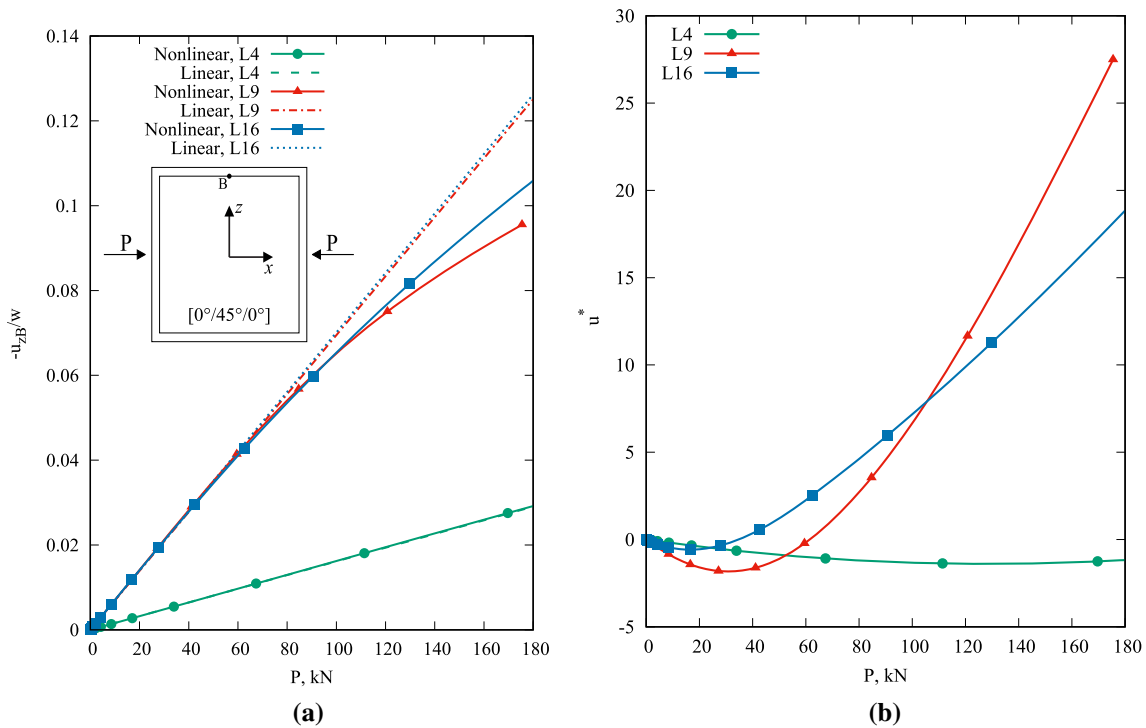 (a)
0.14
0.12
0.1
0.08
0.06
0.04
0.02
0
-u_zB/w
Nonlinear, L4
Linear, L4
Nonlinear, L9
Linear, L9
Nonlinear, L16
Linear, L16
B
z
x
P
P
[0°/45°/0°]
0 20 40 60 80 100 120 140 160 180
P, kN
(a)
(b)
30
25
20
15
10
5
0
-5
u*
L4
L9
L16
0 20 40 60 80 100 120 140 160 180
P, kN
(b)